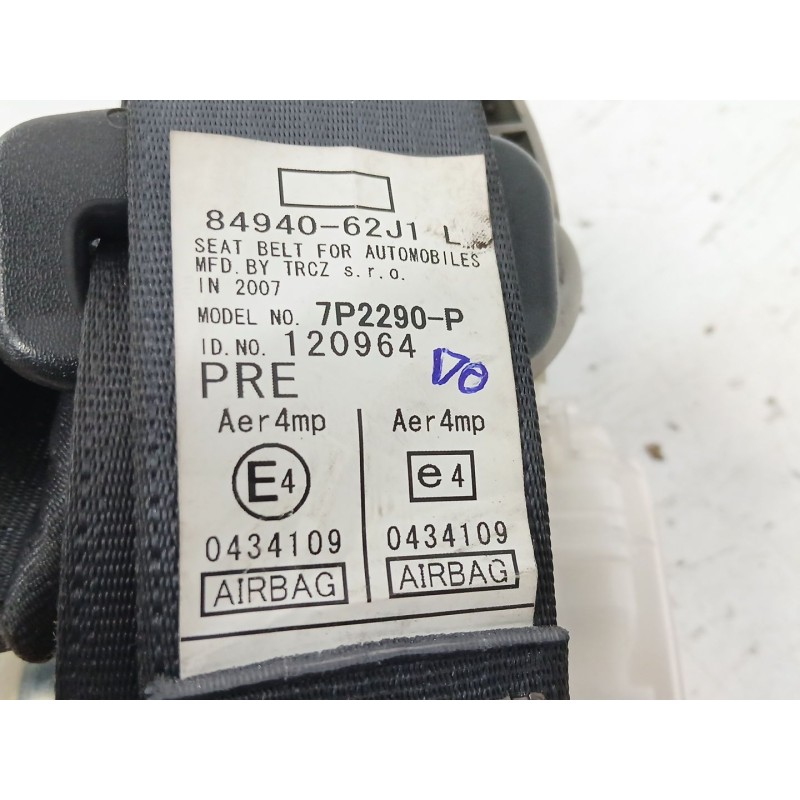 84940-62J1 L
SEAT BELT FOR AUTOMOBILES
MFD. BY TRCZ s.r.o.
IN 2007
MODEL NO. 7P2290-P
ID. NO. 120964
DO
PRE
Aer4mp Aer4mp
E4 e4
0434109 0434109
AIRBAG AIRBAG